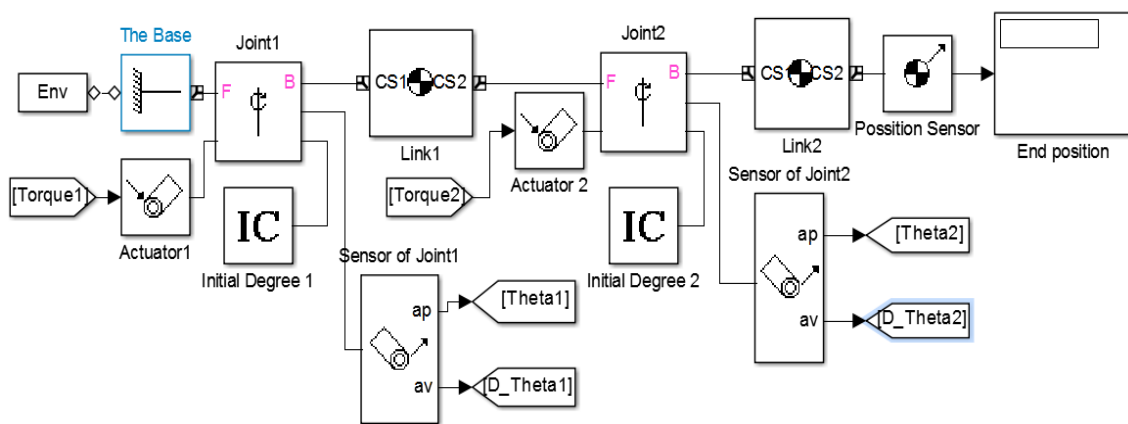 The Base
Joint1
Joint2
Env
F
B
CS1
CS2
F
B
CS1
CS2
Link1
Link2
Possition Sensor
End position
[Torque1]
Actuator1
IC
Initial Degree 1
[Torque2]
Actuator 2
IC
Initial Degree 2
Sensor of Joint1
ap
av
[Theta1]
[D_Theta1]
Sensor of Joint2
ap
av
[Theta2]
[D_Theta2]